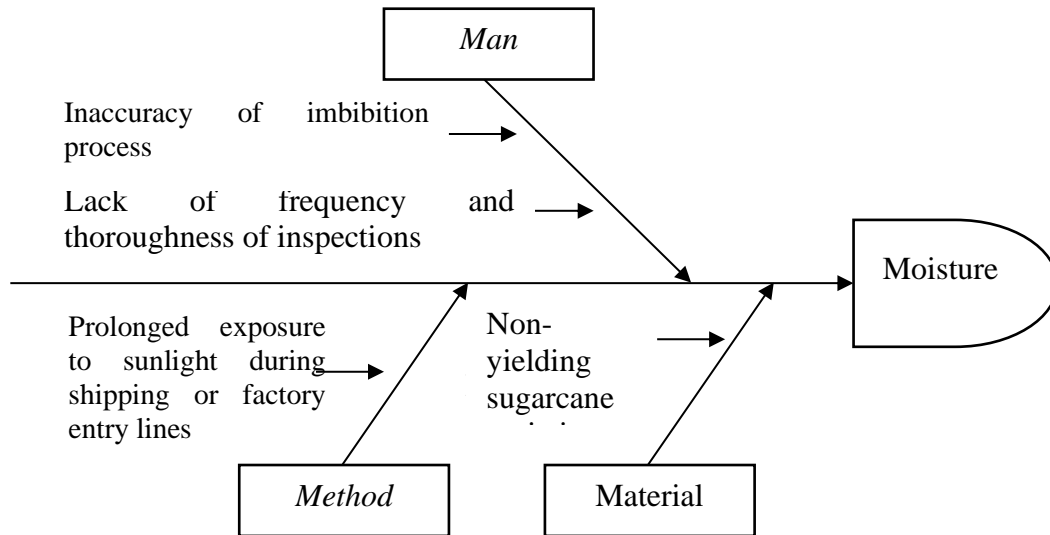 Man
Inaccuracy of imbibition
process
Lack of frequency and
thoroughness of inspections
Moisture
Prolonged exposure
to sunlight during
shipping or factory
entry lines
Non-
yielding
sugarcane
Method
Material